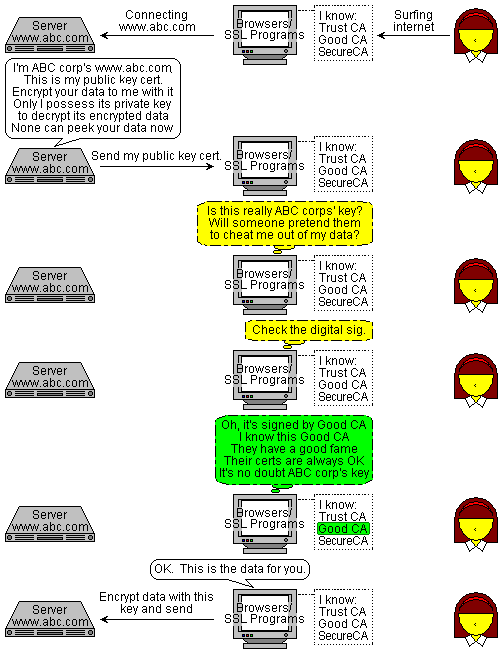 Connecting
www.abc.com
Surfing
internet
Server
www.abc.com
Browsers/
SSL Programs
I know:
Trust CA
Good CA
SecureCA
I'm ABC corp's www.abc.com,
This is my public key cert.
Encrypt your data to me with it
Only I possess its private key
to decrypt its encrypted data
None can peek your data now
Server
www.abc.com
Send my public key cert.
Browsers/
SSL Programs
I know:
Trust CA
Good CA
SecureCA
Is this really ABC corps' key?
Will someone pretend them
to cheat me out of my data?
Server
www.abc.com
Browsers/
SSL Programs
I know:
Trust CA
Good CA
SecureCA
Check the digital sig.
Server
www.abc.com
Browsers/
SSL Programs
I know:
Trust CA
Good CA
SecureCA
Oh, it's signed by Good CA
I know this Good CA
They have a good fame
Their certs are always OK
It's no doubt ABC corp's key
Server
www.abc.com
Browsers/
SSL Programs
I know:
Trust CA
Good CA
SecureCA
OK. This is the data for you.
Server
www.abc.com
Encrypt data with this
key and send
Browsers/
SSL Programs
I know:
Trust CA
Good CA
SecureCA